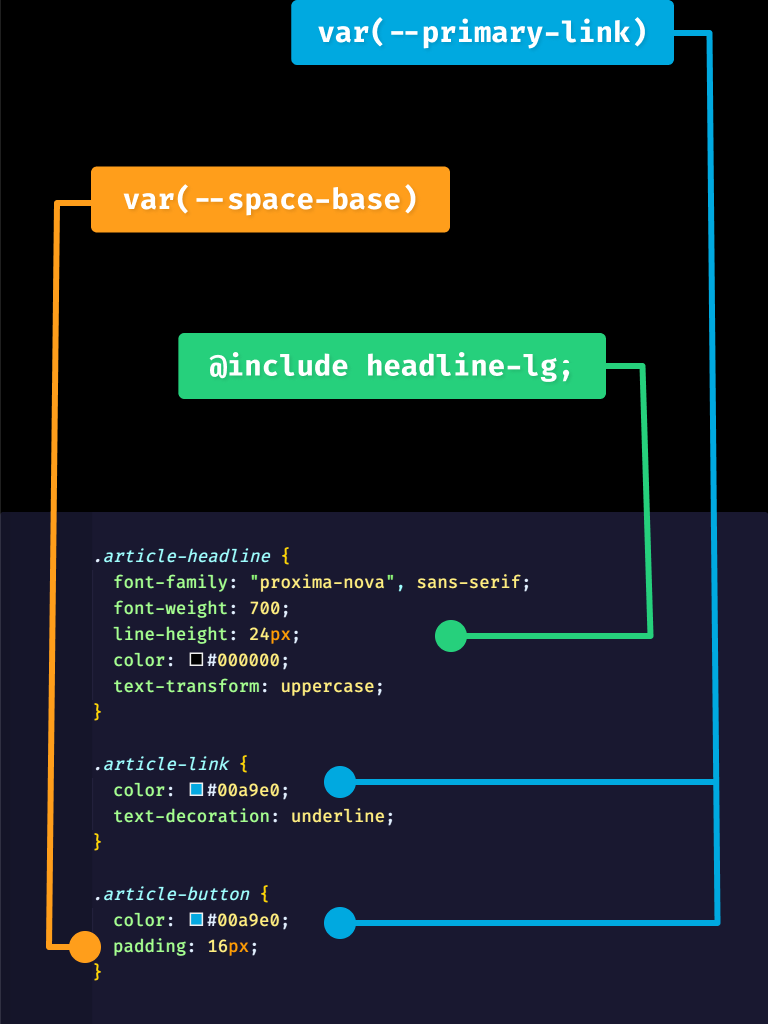 var(--primary-link)
var(--space-base)
@include headline-lg;
.article-headline {
font-family: "proxima-nova", sans-serif;
font-weight: 700;
line-height: 24px;
color: #000000;
text-transform: uppercase;
}
.article-link {
color: #00a9e0;
text-decoration: underline;
}
.article-button {
color: #00a9e0;
padding: 16px;
}